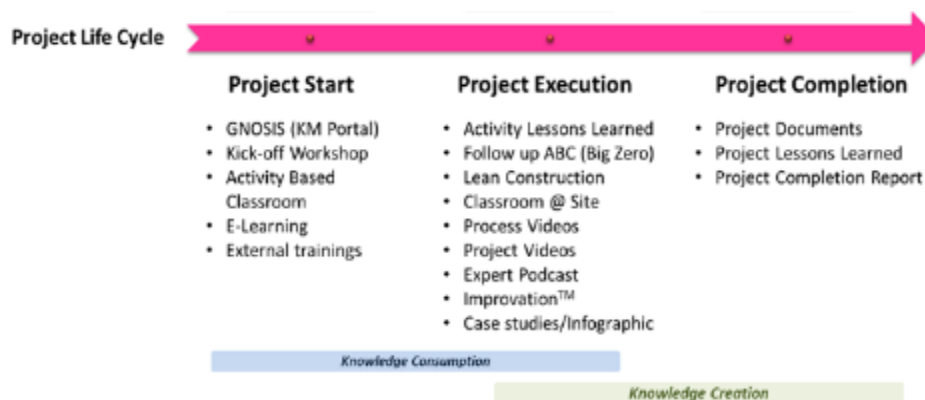 Project Life Cycle
Project Start
• GNOSIS (KM Portal)
• Kick-off Workshop
• Activity Based
Classroom
• E-Learning
• External trainings
Project Execution
• Activity Lessons Learned
• Follow up ABC (Big Zero)
• Lean Construction
• Classroom @ Site
• Process Videos
• Project Videos
• Expert Podcast
• Improvation™
• Case studies/Infographic
Project Completion
• Project Documents
• Project Lessons Learned
• Project Completion Report
Knowledge Consumption
Knowledge Creation